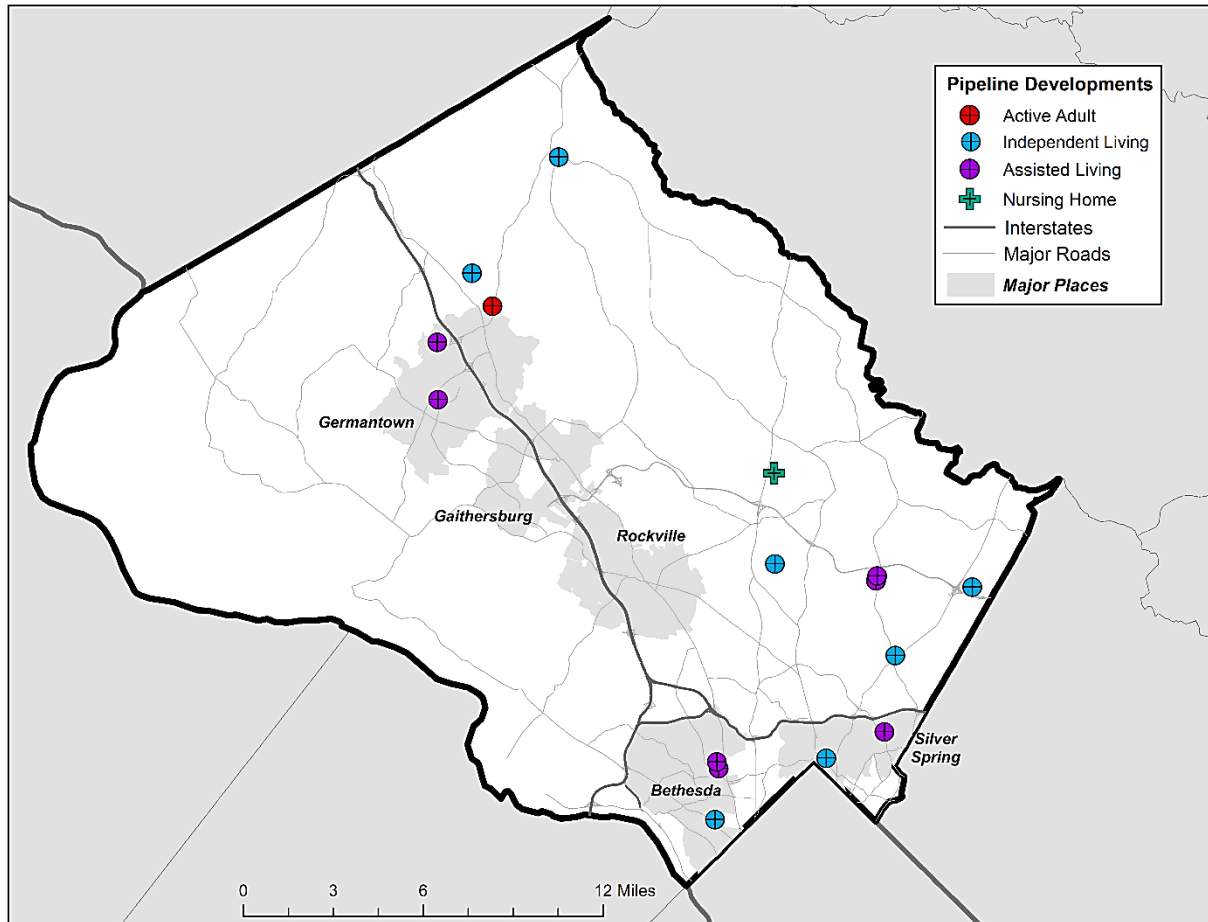 Pipeline Developments
Active Adult
Independent Living
Assisted Living
Nursing Home
Interstates
Major Roads
Major Places
Germantown
Gaithersburg
Rockville
Silver
Spring
Bethesda
0 3 6 12 Miles